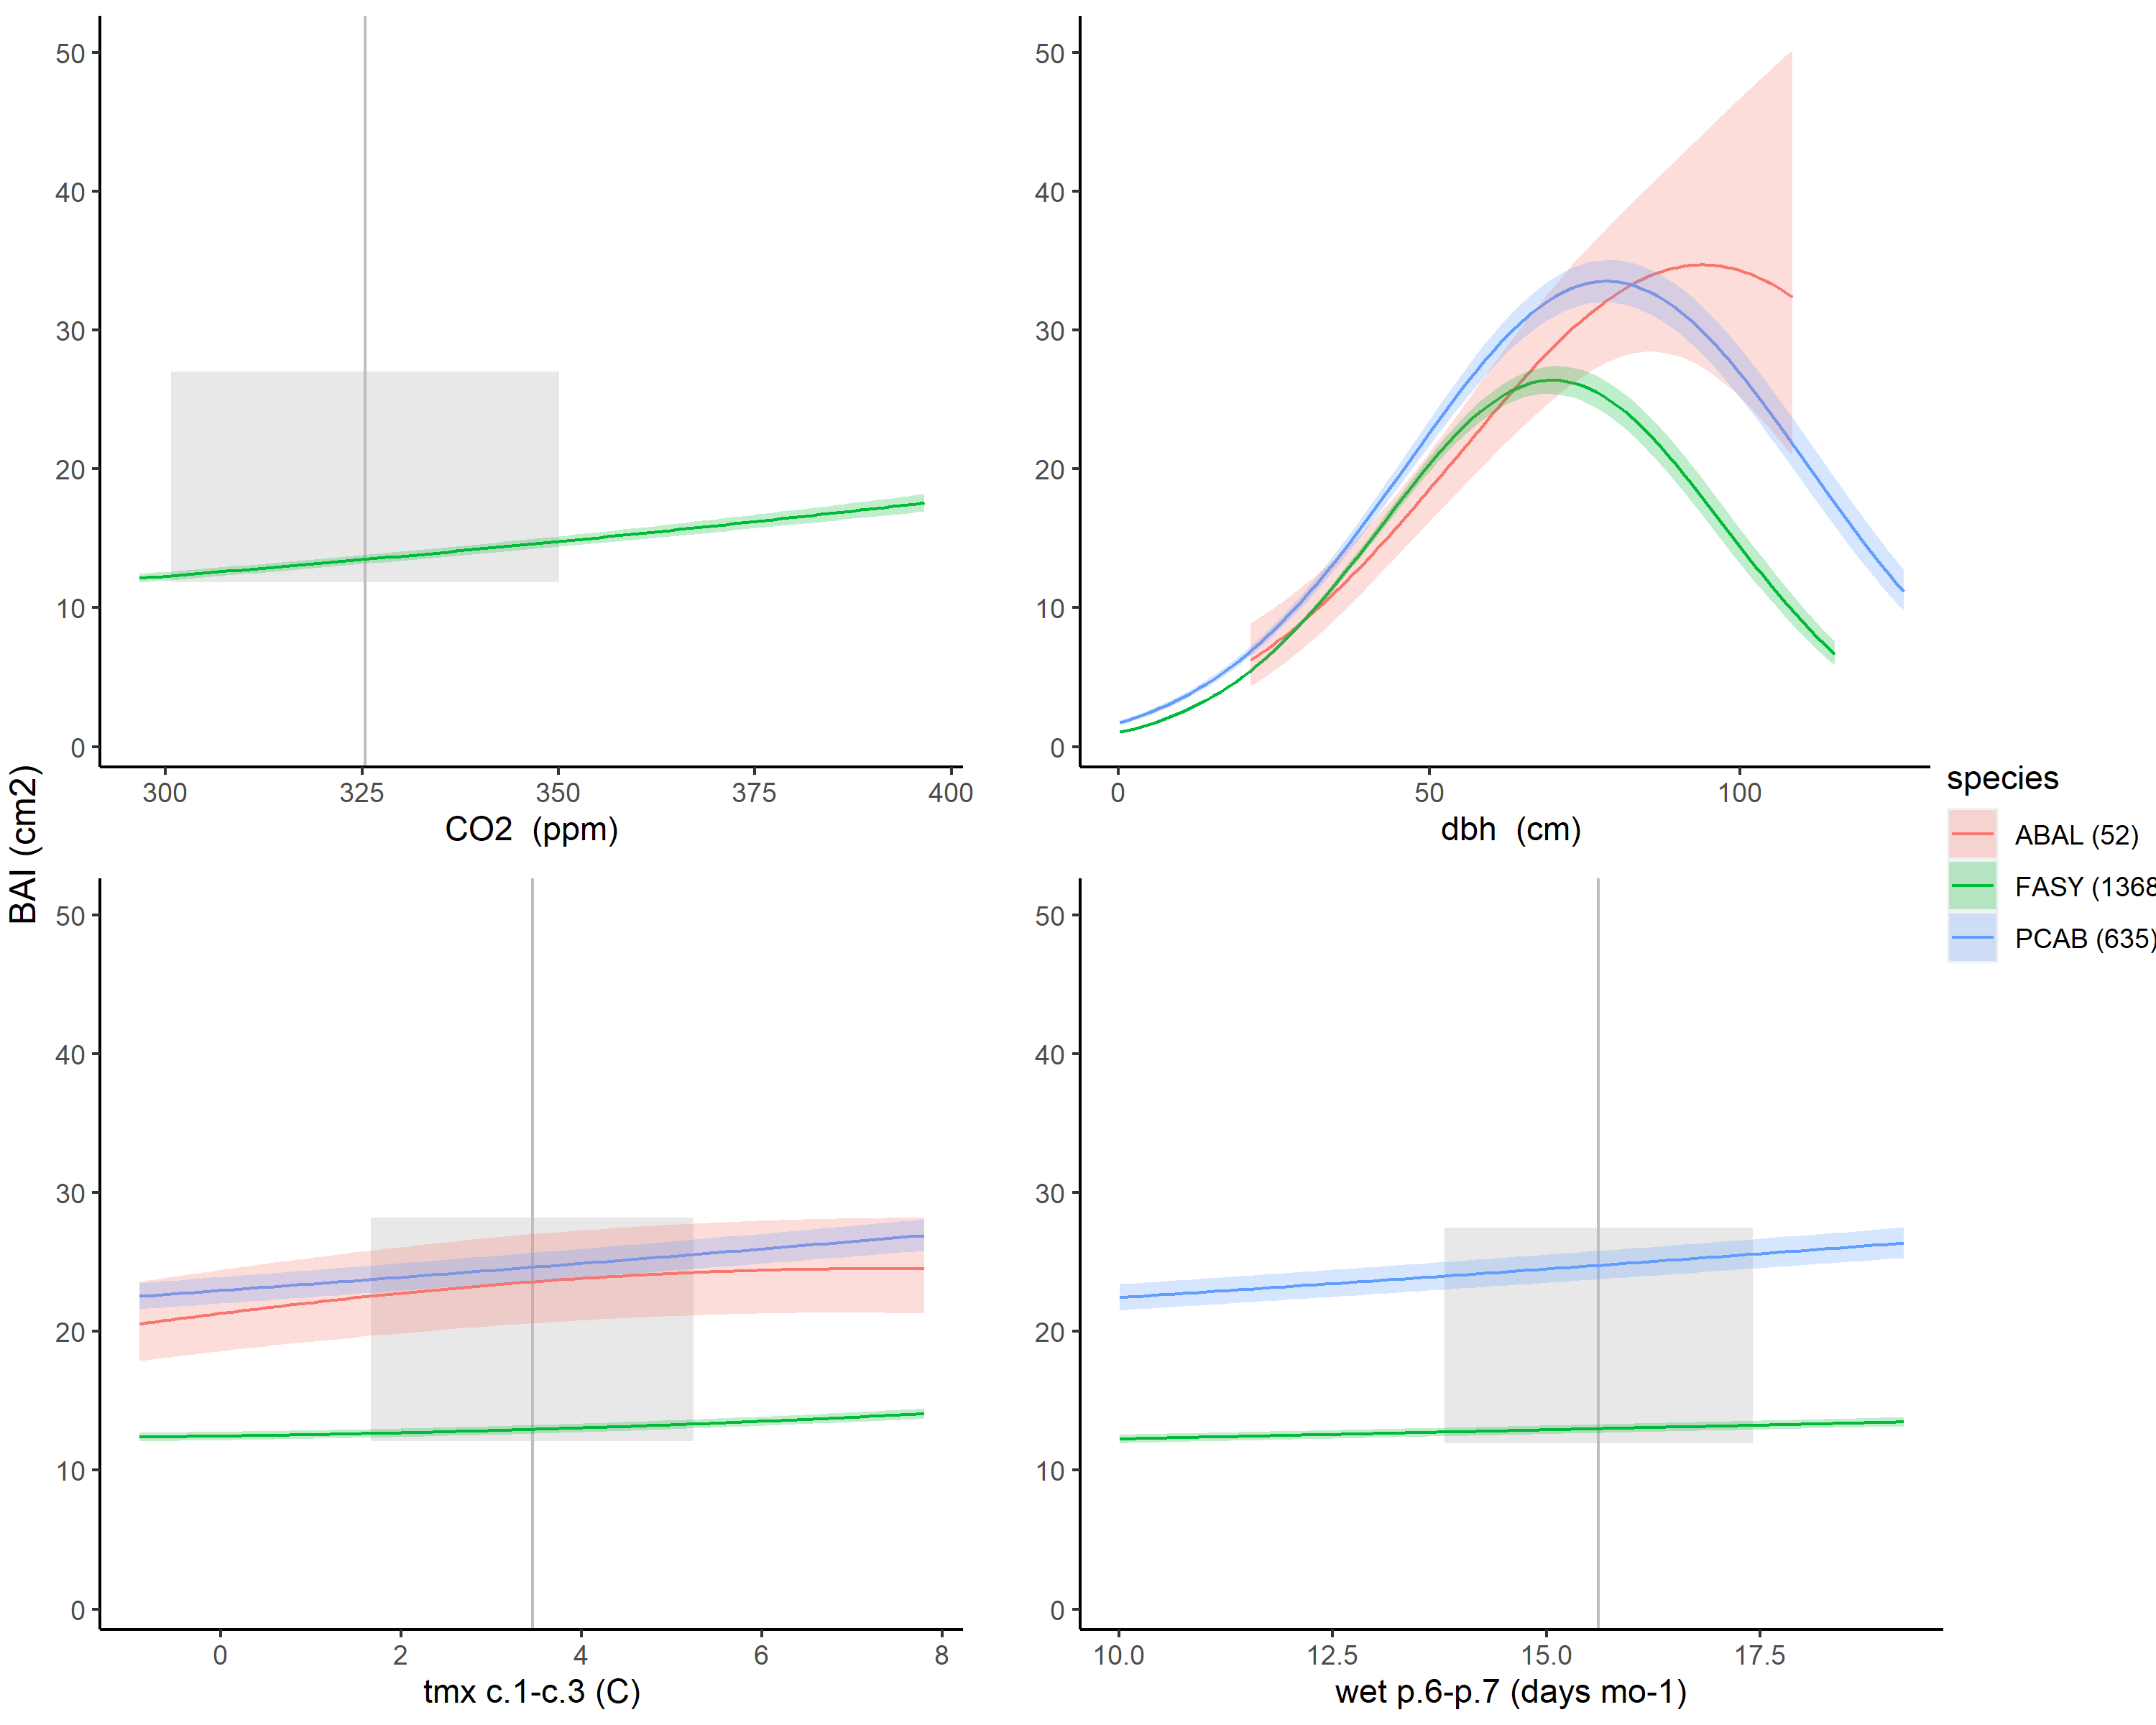 BAI (cm2)
50
40
30
20
10
0
300 325 350 375 400
CO2 (ppm)
50
40
30
20
10
0
0 50 100
dbh (cm)
50
40
30
20
10
0
0 2 4 6 8
tmx c.1-c.3 (C)
50
40
30
20
10
0
10.0 12.5 15.0 17.5
wet p.6-p.7 (days mo-1)
species
ABAL (52)
FASY (1368
PCAB (635)